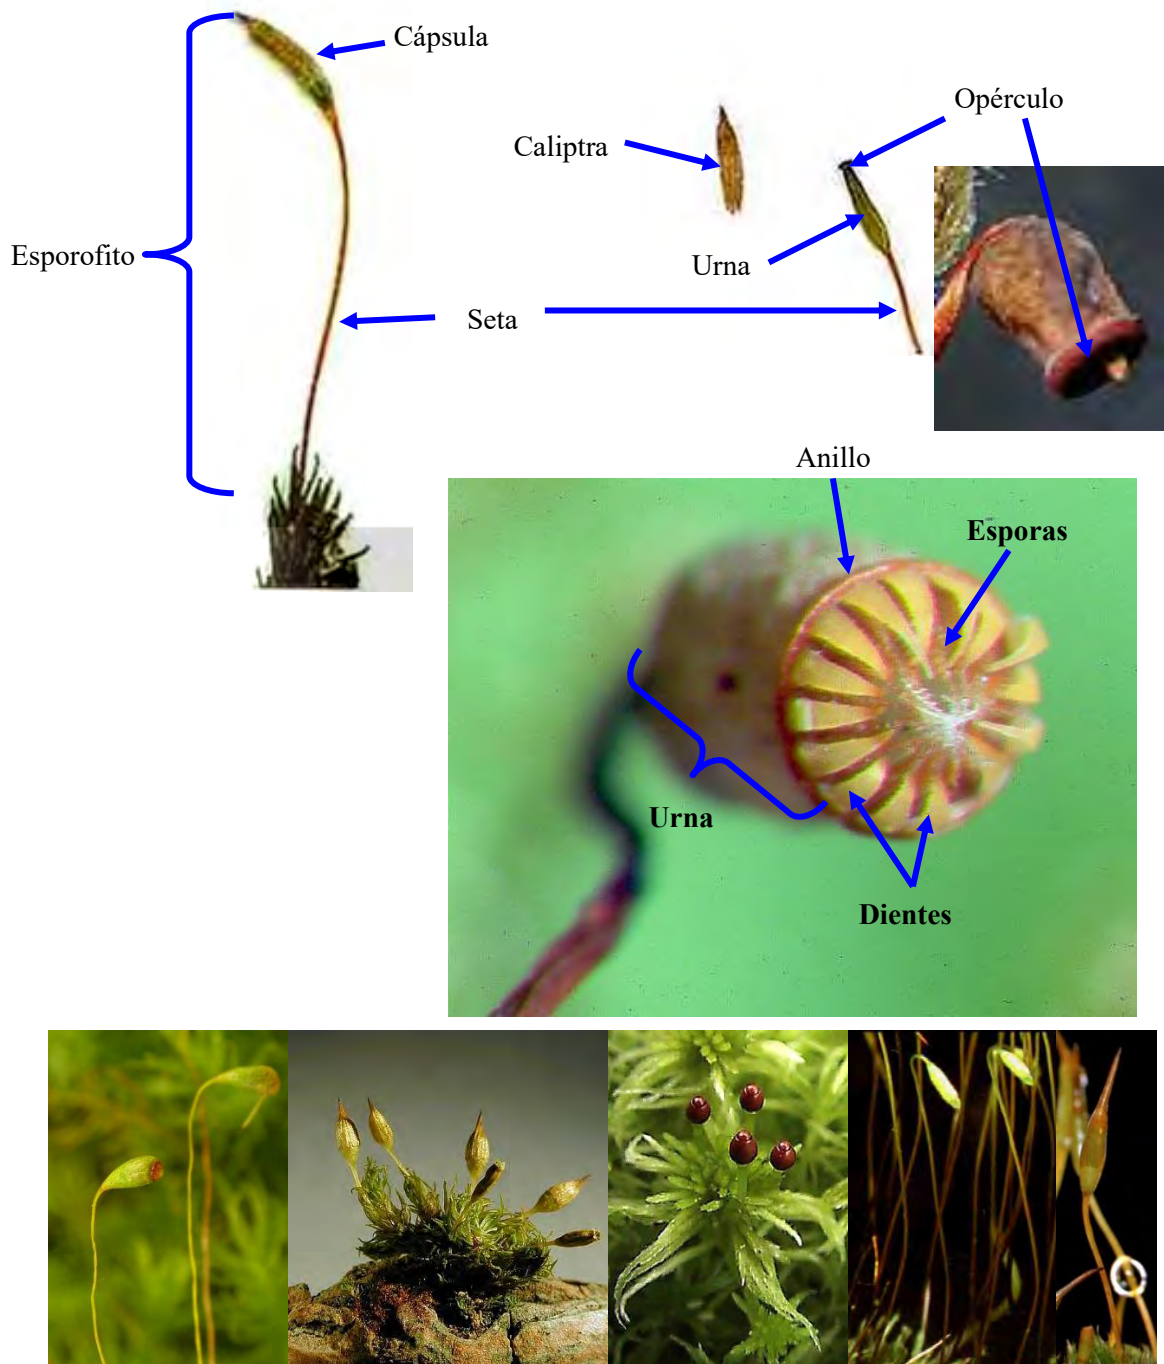 Cápsula
Opérculo
Caliptra
Esporofito
Urna
Seta
Anillo
Esporas
Urna
Dientes